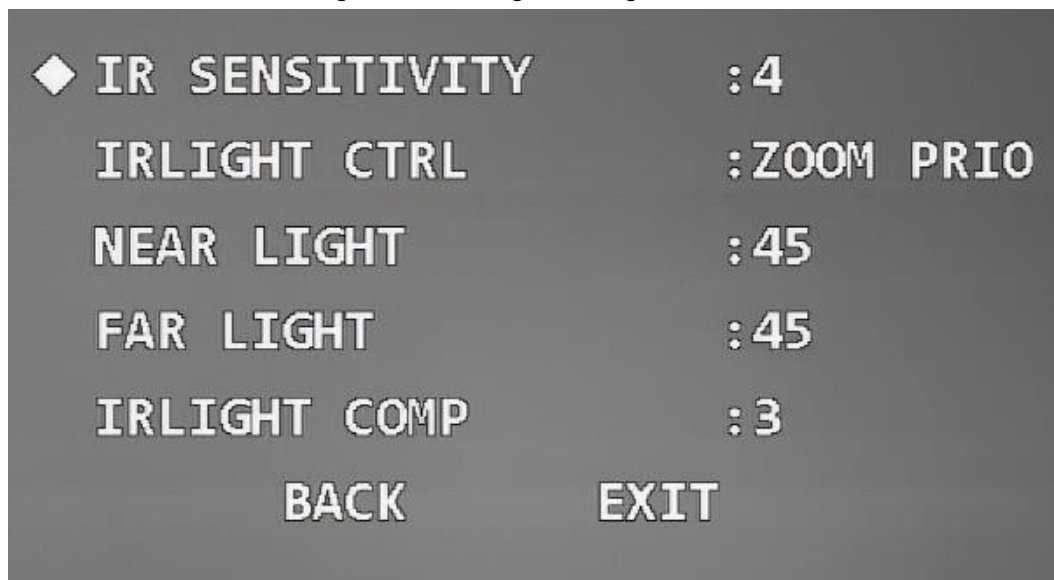 IR SENSITIVITY :4
IRLIGHT CTRL :ZOOM PRIO
NEAR LIGHT :45
FAR LIGHT :45
IRLIGHT COMP :3
BACK EXIT